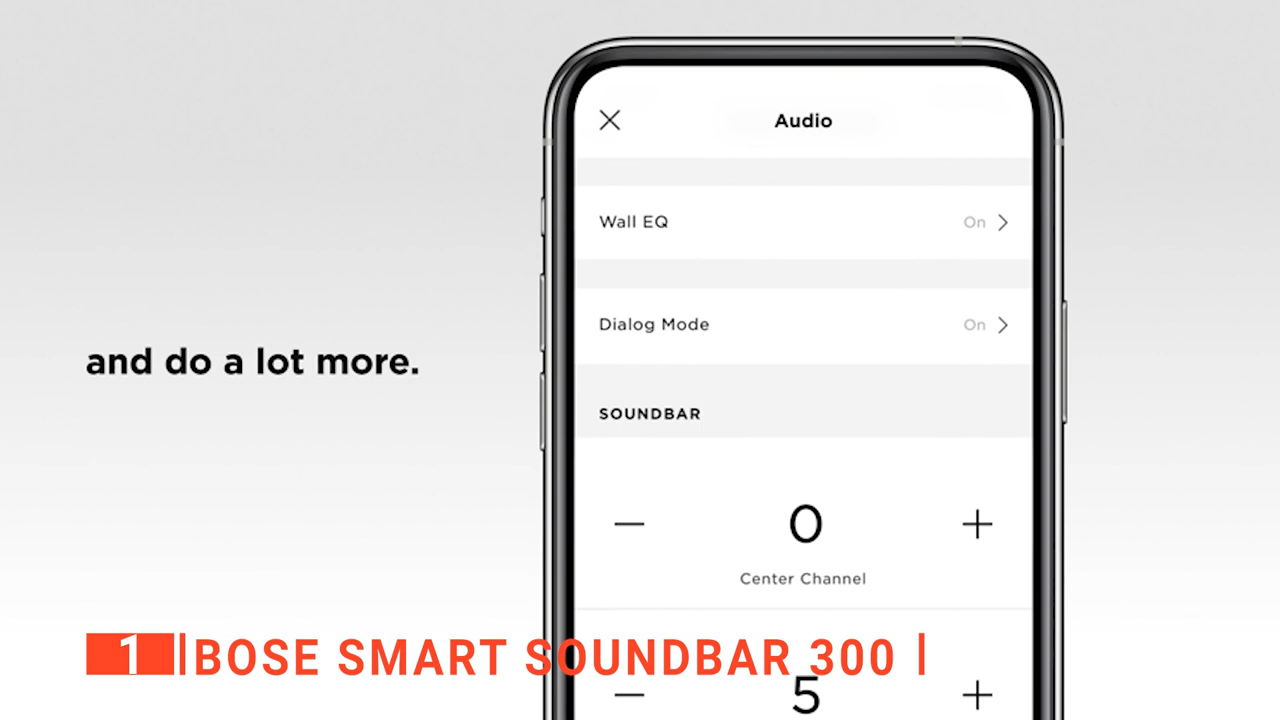 Audio
Wall EQ On
Dialog Mode On
and do a lot more.
SOUNDBAR
0
Center Channel
1 BOSE SMART SOUNDBAR 300
5